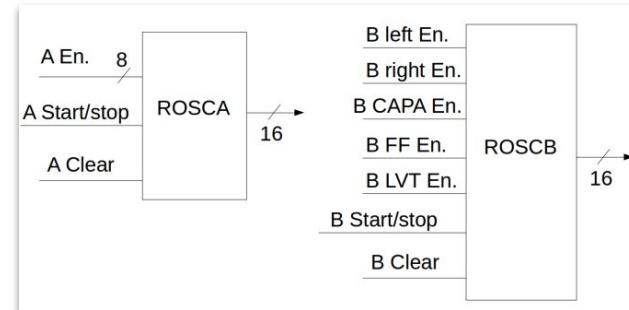 A En. 8
A Start/stop
A Clear
ROSCA
16
B left En.
B right En.
B CAPA En.
B FF En.
B LVT En.
B Start/stop
B Clear
ROSCB
16